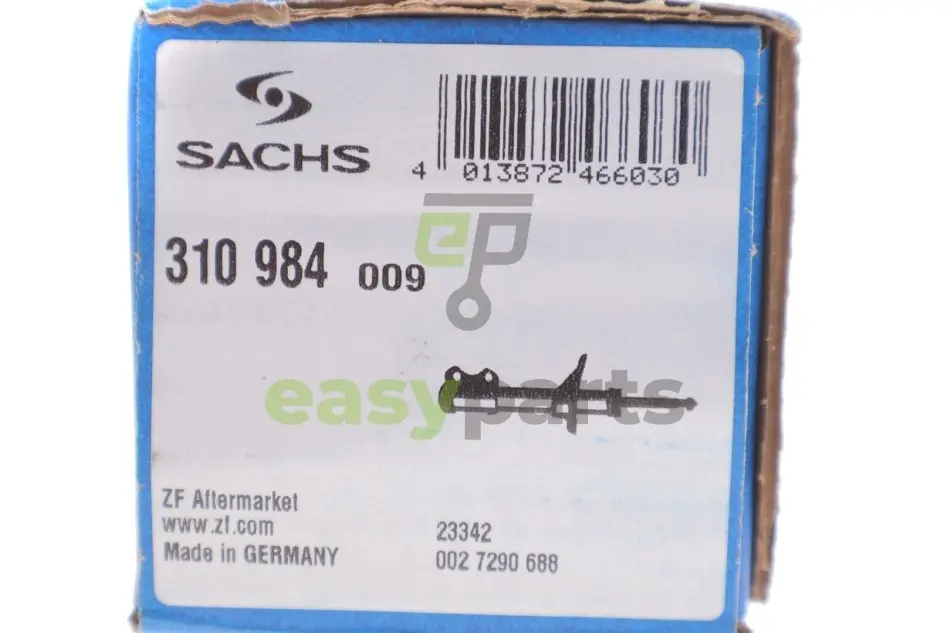 SACHS
4 013872 466030
310 984 009
ep
easyparts
ZF Aftermarket
www.zf.com
Made in GERMANY
23342
002 7290 688